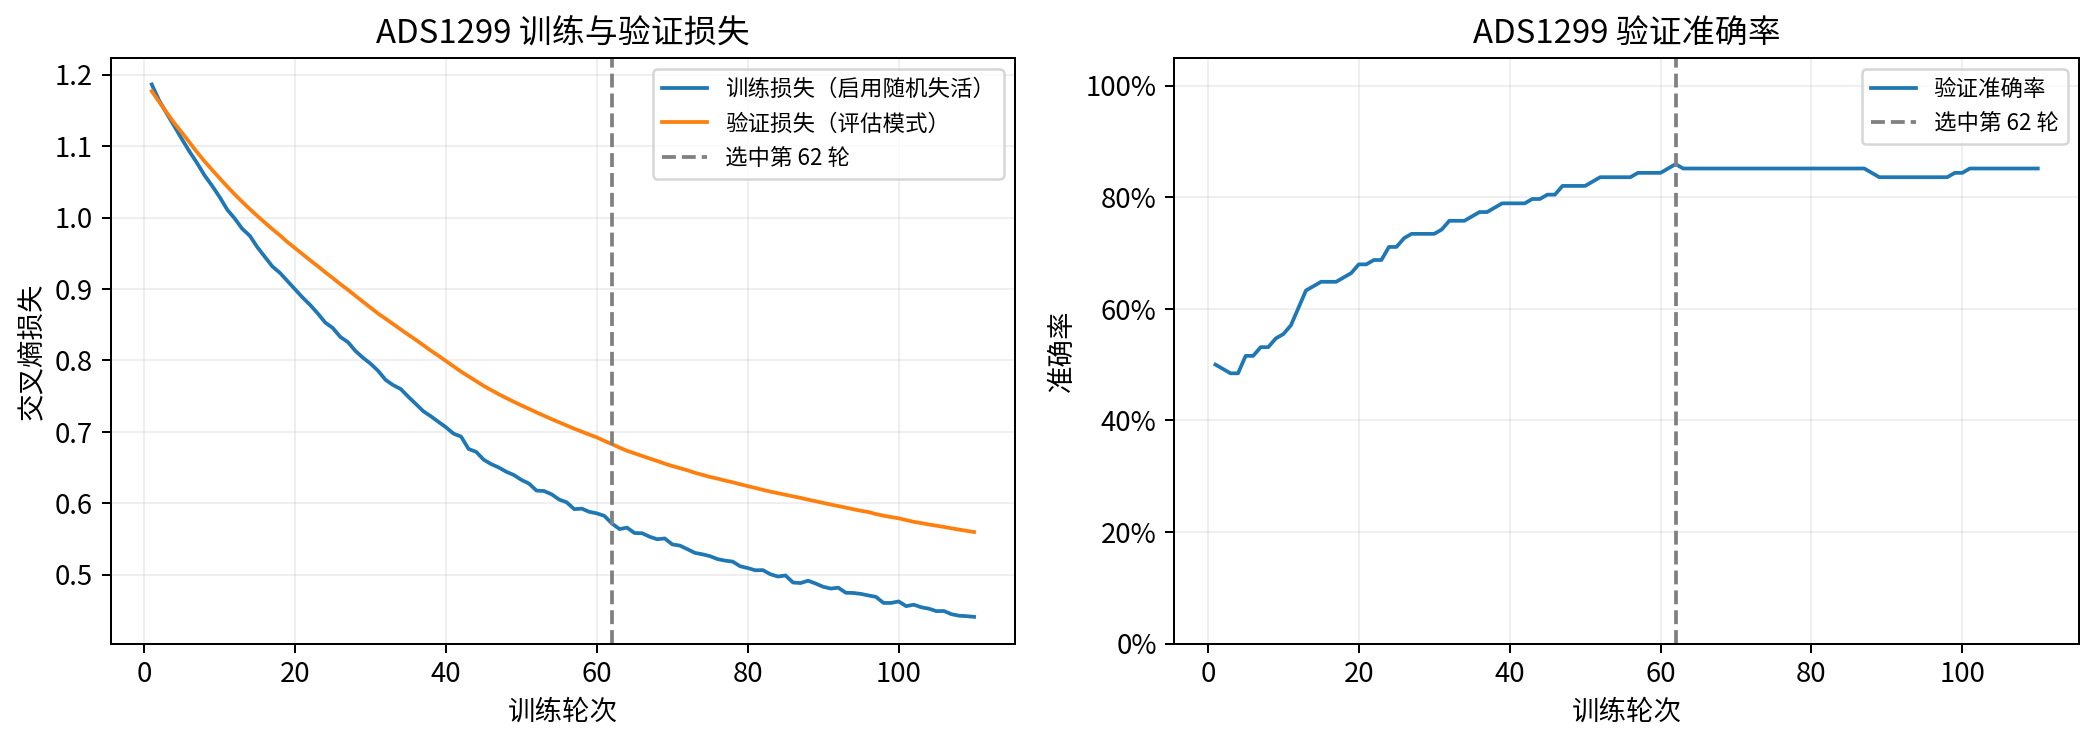 ADS1299 训练与验证损失
1.2
1.1
1.0
0.9
0.8
0.7
0.6
0.5
交叉熵损失
0
20
40
60
80
100
训练轮次
训练损失（启用随机失活）
验证损失（评估模式）
选中第 62 轮
ADS1299 验证准确率
100%
80%
60%
40%
20%
0%
准确率
0
20
40
60
80
100
训练轮次
验证准确率
选中第 62 轮